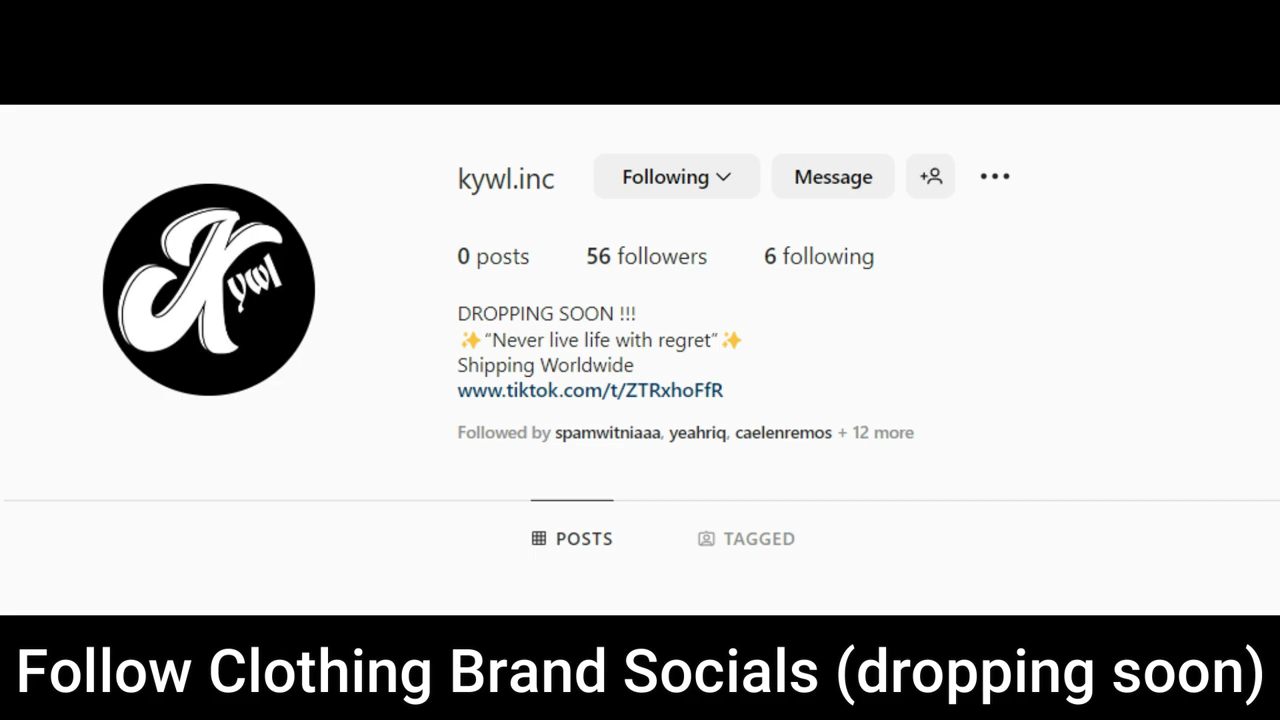 kywl.inc Following Message
0 posts 56 followers 6 following
Kywl
DROPPING SOON !!!
✨“Never live life with regret”✨
Shipping Worldwide
www.tiktok.com/t/ZTRxhoFfR
Followed by spamwitniaaa, yeahriq, caelenremos + 12 more
POSTS TAGGED
Follow Clothing Brand Socials (dropping soon)